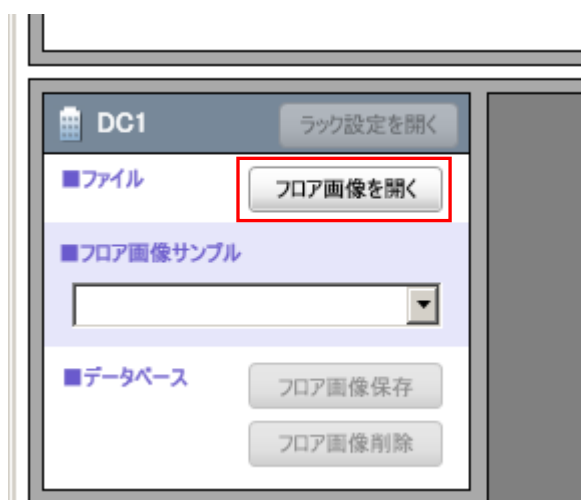 DC1
ラック設定を開く
■ファイル
フロア画像を開く
■フロア画像サンプル
■データベース
フロア画像保存
フロア画像削除